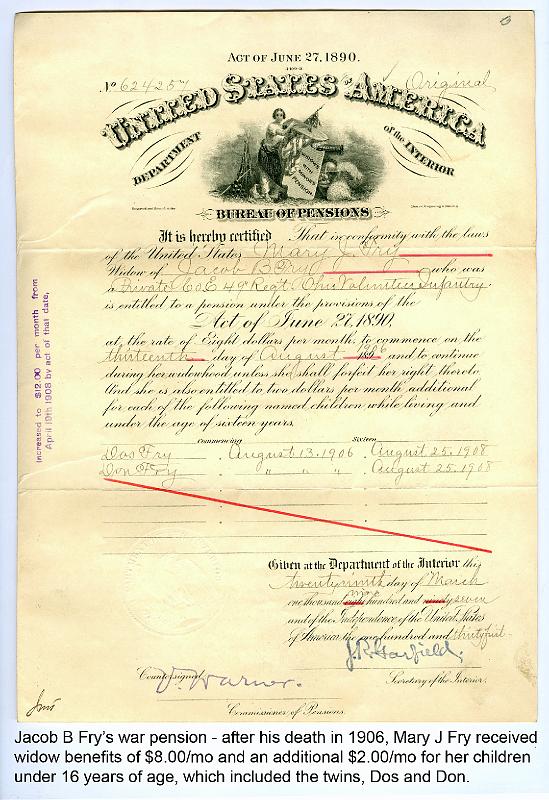 ACT OF JUNE 27, 1890.
No 624257
Original
UNITED STATES OF AMERICA
DEPARTMENT of the INTERIOR
BUREAU OF PENSIONS
It is hereby certified That in conformity with the laws
of the United States Mary J. Fry
Widow of Jacob B Fry who was
a Private Co E 49 Regt Ohio Volunteer Infantry
is entitled to a pension under the provisions of the
Act of June 27, 1890,
at the rate of Eight dollars per month to commence on the
thirteenth day of August 1906 and to continue
during her widowhood unless she shall forfeit her right thereto
And she is also entitled to two dollars per month additional
for each of the following named children while living and
under the age of sixteen years,
Commencing Sixteen
Dos Fry August 13, 1906 August 25, 1908
Don Fry " " " August 25, 1908
Given at the Department of the Interior this
twenty ninth day of March
one thousand eight nine hundred and ninety seven
and of the Independence of the United States
of America the one hundred and thirty first
J. R. Garfield.
Countersigned Secretary of the Interior.
V. Warner.
Commissioner of Pensions.
Increased to $12.00 per month from
April 19th 1908 by act of that date,
Jacob B Fry's war pension - after his death in 1906, Mary J Fry received
widow benefits of $8.00/mo and an additional $2.00/mo for her children
under 16 years of age, which included the twins, Dos and Don.